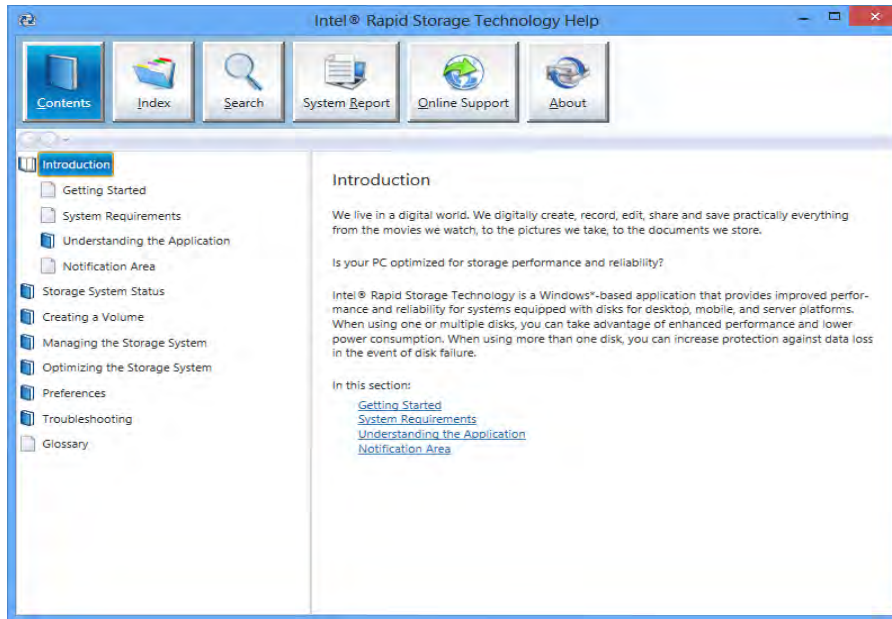 Intel® Rapid Storage Technology Help
Contents
Index
Search
System Report
Online Support
About
Introduction
Getting Started
System Requirements
Understanding the Application
Notification Area
Storage System Status
Creating a Volume
Managing the Storage System
Optimizing the Storage System
Preferences
Troubleshooting
Glossary
Introduction
We live in a digital world. We digitally create, record, edit, share and save practically everything
from the movies we watch, to the pictures we take, to the documents we store.
Is your PC optimized for storage performance and reliability?
Intel® Rapid Storage Technology is a Windows*-based application that provides improved perfor-
mance and reliability for systems equipped with disks for desktop, mobile, and server platforms.
When using one or multiple disks, you can take advantage of enhanced performance and lower
power consumption. When using more than one disk, you can increase protection against data loss
in the event of disk failure.
In this section:
Getting Started
System Requirements
Understanding the Application
Notification Area